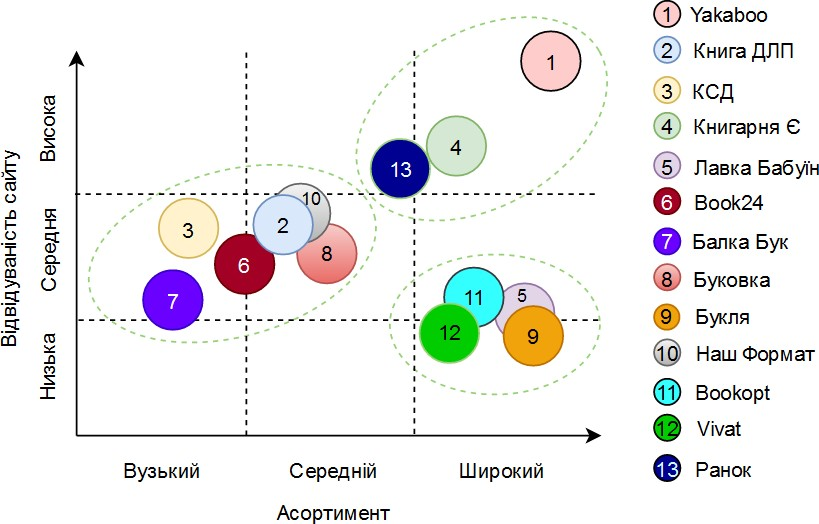 1 Yakaboo
2 Книга ДЛП
3 КСД
4 Книгарня Є
5 Лавка Бабуїн
6 Book24
7 Балка Бук
8 Буковка
9 Букля
10 Наш Формат
11 Bookopt
12 Vivat
13 Ранок
Відвідуваність сайту
Висока
Середня
Низька
1
4
13
3
10
2
6
8
7
11
5
12
9
Вузький Середній Широкий
Асортимент